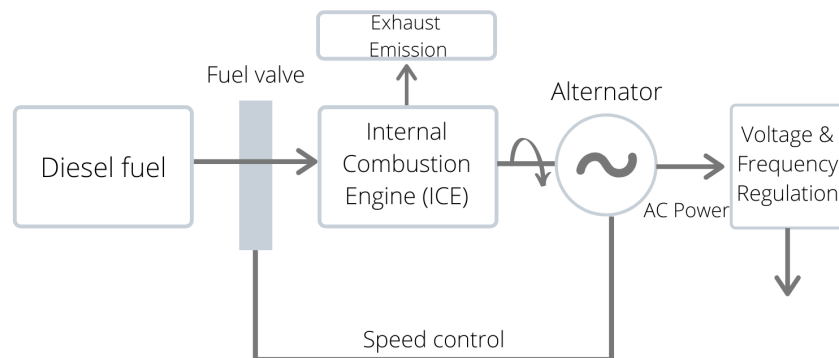 Exhaust
Emission
Fuel valve
Alternator
Diesel fuel
Internal
Combustion
Engine (ICE)
Voltage &
Frequency
Regulation
AC Power
Speed control